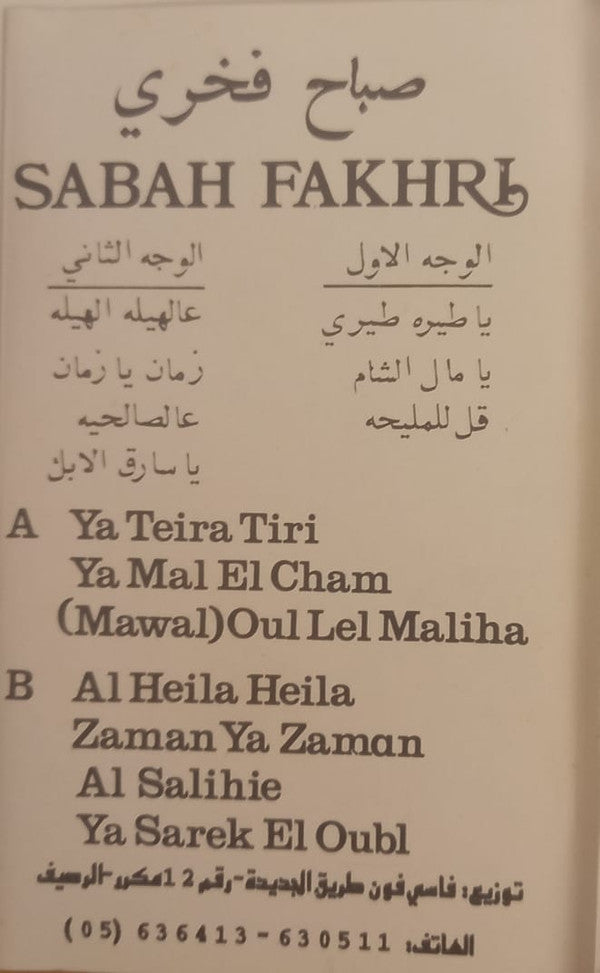 صباح فخري
SABAH FAKHRI
الوجه الاول
يا طيره طيري
يا مال الشام
قل للمليحه
الوجه الثاني
عالهيله الهيله
زمان يا زمان
عالصالحيه
يا سارق الابل
A Ya Teira Tiri
Ya Mal El Cham
(Mawal)Oul Lel Maliha
B Al Heila Heila
Zaman Ya Zaman
Al Salihie
Ya Sarek El Oubl
توزيع: فاسي فون طريق الجديدة-رقم 12 مكرر-الرصيف
الهاتف: 630511 - 636413 (05)